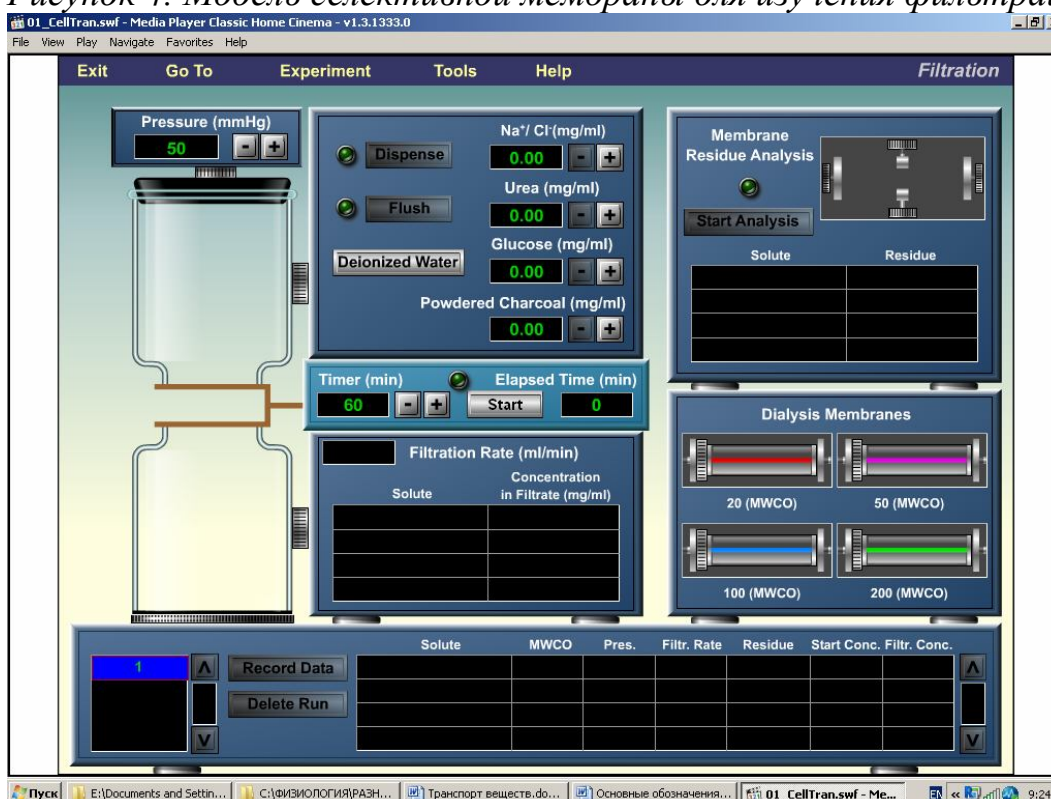 Рисунок 4. Модель селективной мембраны для изучения фильтрац
01_CellTran.swf - Media Player Classic Home Cinema - v1.3.1333.0
File View Play Navigate Favorites Help
Exit Go To Experiment Tools Help Filtration
Pressure (mmHg)
50 - +
Dispense
Flush
Deionized Water
Na+/ Cl-(mg/ml)
0.00 - +
Urea (mg/ml)
0.00 - +
Glucose (mg/ml)
0.00 - +
Powdered Charcoal (mg/ml)
0.00 - +
Membrane
Residue Analysis
Start Analysis
Solute Residue
Timer (min) Elapsed Time (min)
60 - + Start 0
Filtration Rate (ml/min)
Solute Concentration
in Filtrate (mg/ml)
Dialysis Membranes
20 (MWCO) 50 (MWCO)
100 (MWCO) 200 (MWCO)
Solute MWCO Pres. Filtr. Rate Residue Start Conc. Filtr. Conc.
1
Record Data
Delete Run
Пуск E:\Documents and Settin... C:\ФИЗИОЛОГИЯ\РАЗН... Транспорт веществ.do... Основные обозначения... 01_CellTran.swf - Me... EN « 9:24